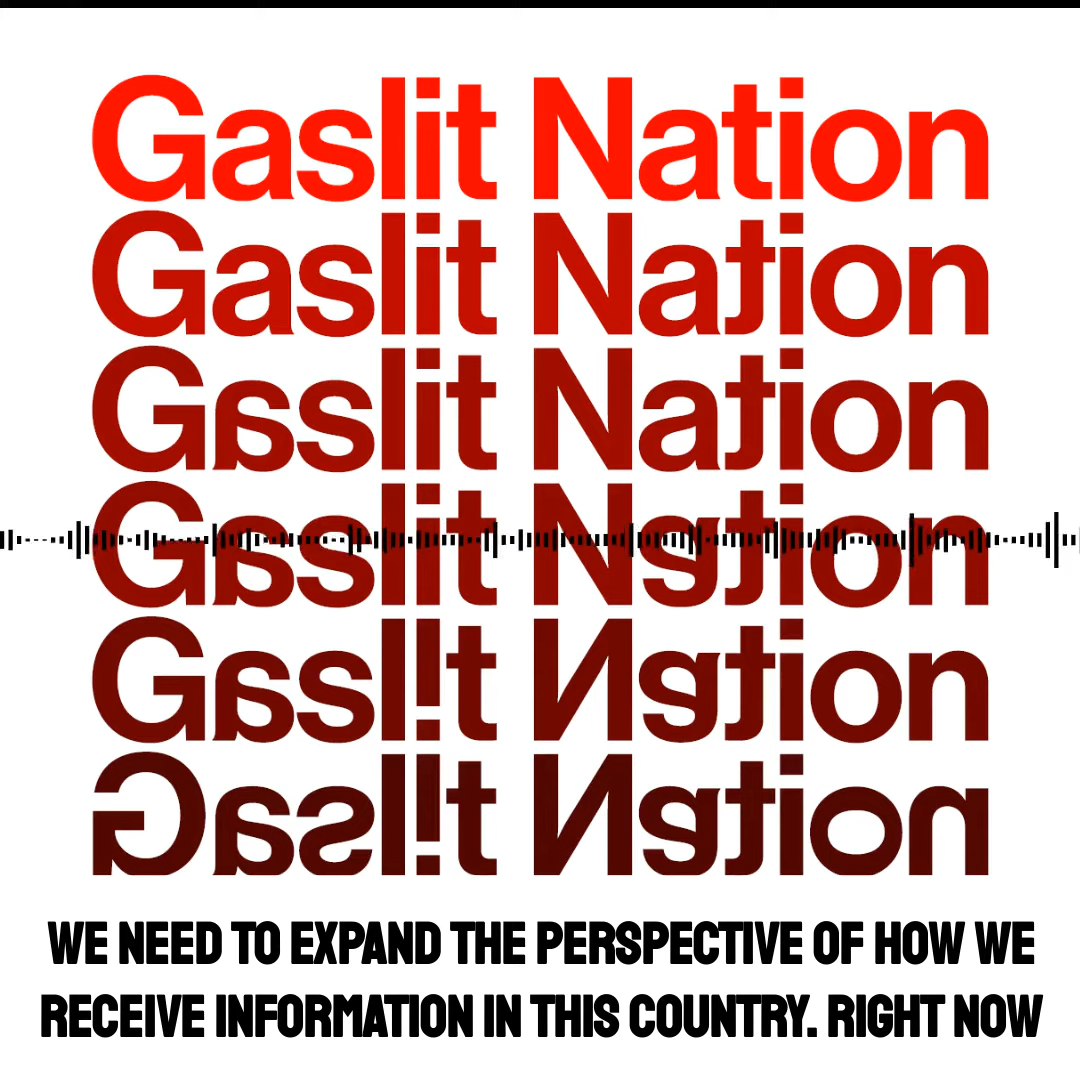 Gaslit Nation
Gaslit Nation
Gaslit Nation
Gaslit Nation
Gaslit Nation
Gaslit Nation
WE NEED TO EXPAND THE PERSPECTIVE OF HOW WE
RECEIVE INFORMATION IN THIS COUNTRY. RIGHT NOW